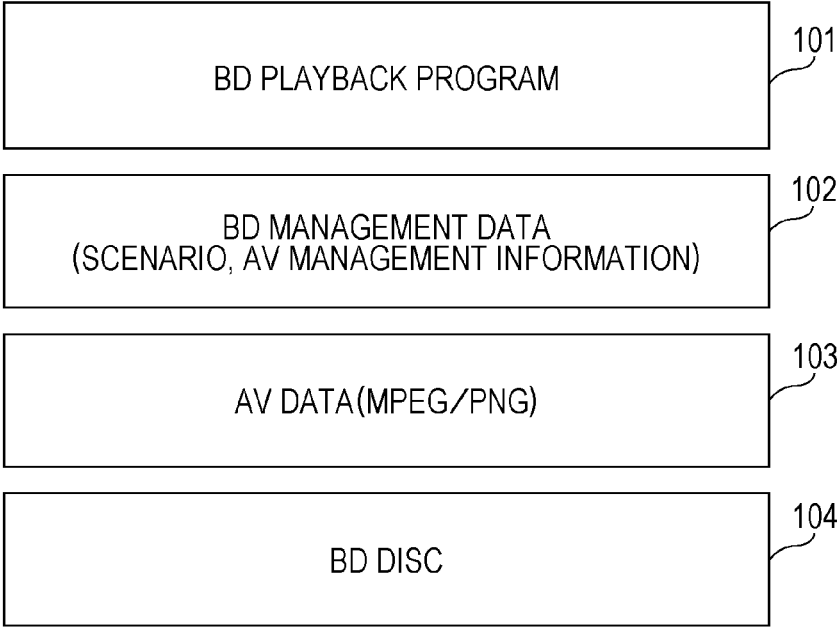 101
BD PLAYBACK PROGRAM
102
BD MANAGEMENT DATA
(SCENARIO, AV MANAGEMENT INFORMATION)
103
AV DATA(MPEG/PNG)
104
BD DISC